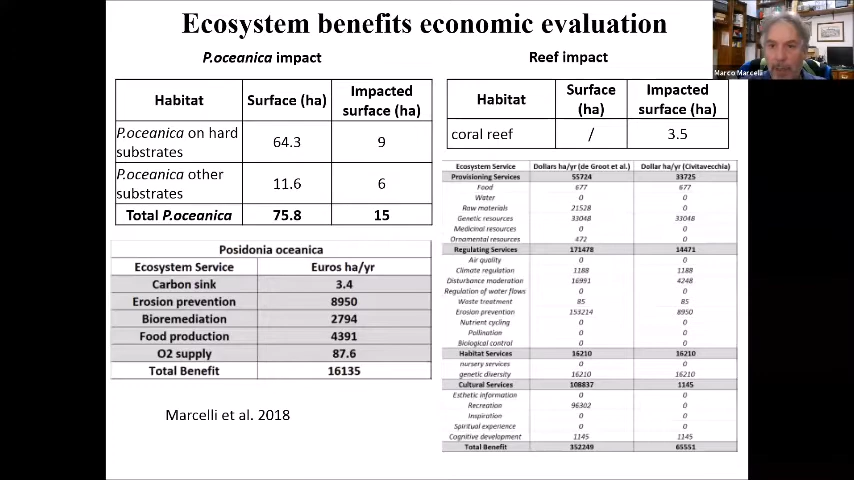 Ecosystem benefits economic evaluation
P.oceanica impact
Habitat Surface (ha) Impacted surface (ha)
P.oceanica on hard substrates 64.3 9
P.oceanica other substrates 11.6 6
Total P.oceanica 75.8 15
Posidonia oceanica
Ecosystem Service Euros ha/yr
Carbon sink 3.4
Erosion prevention 8950
Bioremediation 2794
Food production 4391
O2 supply 87.6
Total Benefit 16135
Marcelli et al. 2018
Reef impact
Habitat Surface (ha) Impacted surface (ha)
coral reef / 3.5
Ecosystem Service Dollars ha/yr (de Groot et al.) Dollar ha/yr (Civitavecchia)
Provisioning Services 55724 33725
Food 677 677
Water 0 0
Raw materials 21528 0
Genetic resources 33048 33048
Medicinal resources 0 0
Ornamental resources 472 0
Regulating Services 171478 14471
Air quality 0 0
Climate regulation 1188 1188
Disturbance moderation 16991 4248
Regulation of water flows 0 0
Waste treatment 85 85
Erosion prevention 153214 8950
Nutrient cycling 0 0
Pollination 0 0
Biological control 0 0
Habitat Services 16210 16210
nursery services 0 0
genetic diversity 16210 16210
Cultural Services 108837 1145
Esthetic information 0 0
Recreation 96302 0
Inspiration 0 0
Spiritual experience 0 0
Cognitive development 1145 1145
Total Benefit 352249 65551
Marco Marcelli